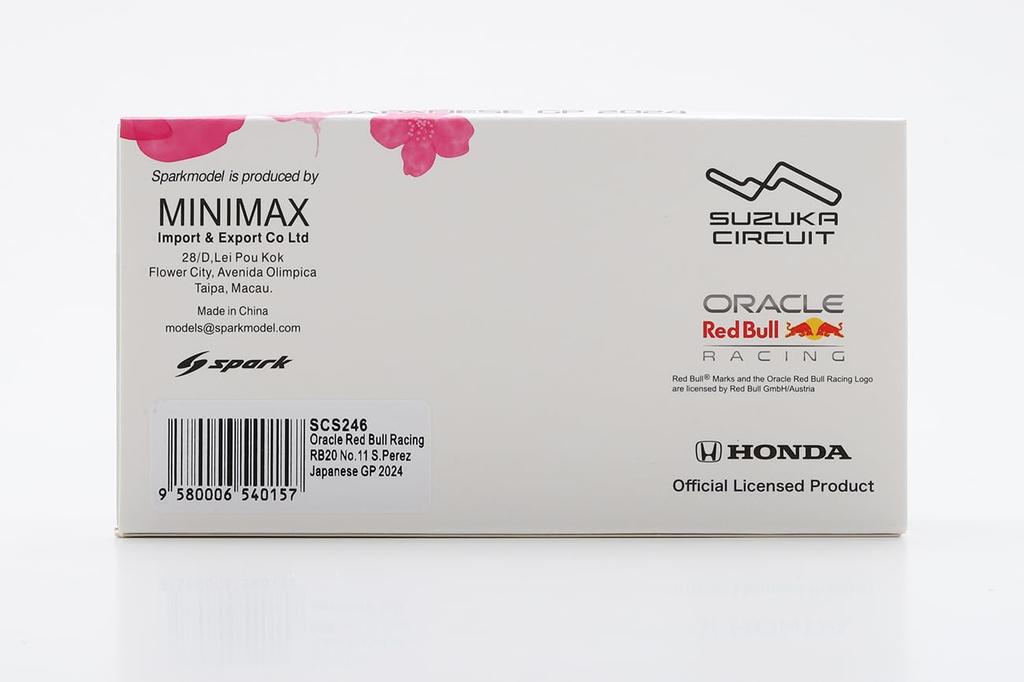 JAPANESE GP 2024
Sparkmodel is produced by
MINIMAX
Import & Export Co Ltd
28/D,Lei Pou Kok
Flower City, Avenida Olimpica
Taipa, Macau.
Made in China
models@sparkmodel.com
spark
SCS246
Oracle Red Bull Racing
RB20 No.11 S.Perez
Japanese GP 2024
9 580006 540157
SUZUKA
CIRCUIT
ORACLE
Red Bull
RACING
Red Bull® Marks and the Oracle Red Bull Racing Logo
are licensed by Red Bull GmbH/Austria
HONDA
Official Licensed Product